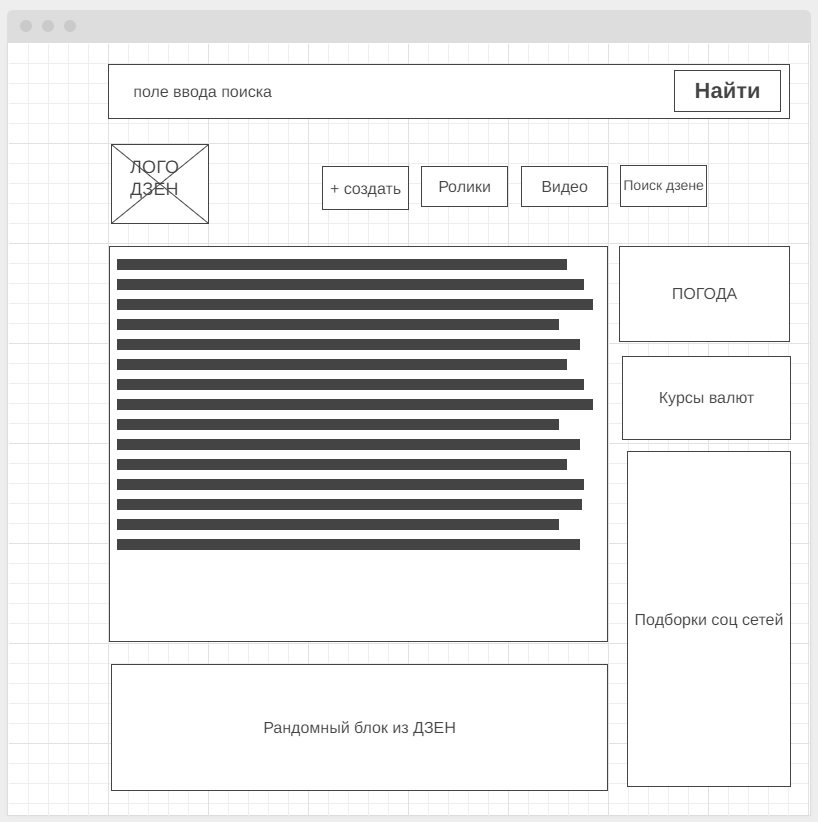 поле ввода поиска
Найти
ЛОГО
ДЗЕН
+ создать
Ролики
Видео
Поиск дзене
ПОГОДА
Курсы валют
Подборки соц сетей
Рандомный блок из ДЗЕН